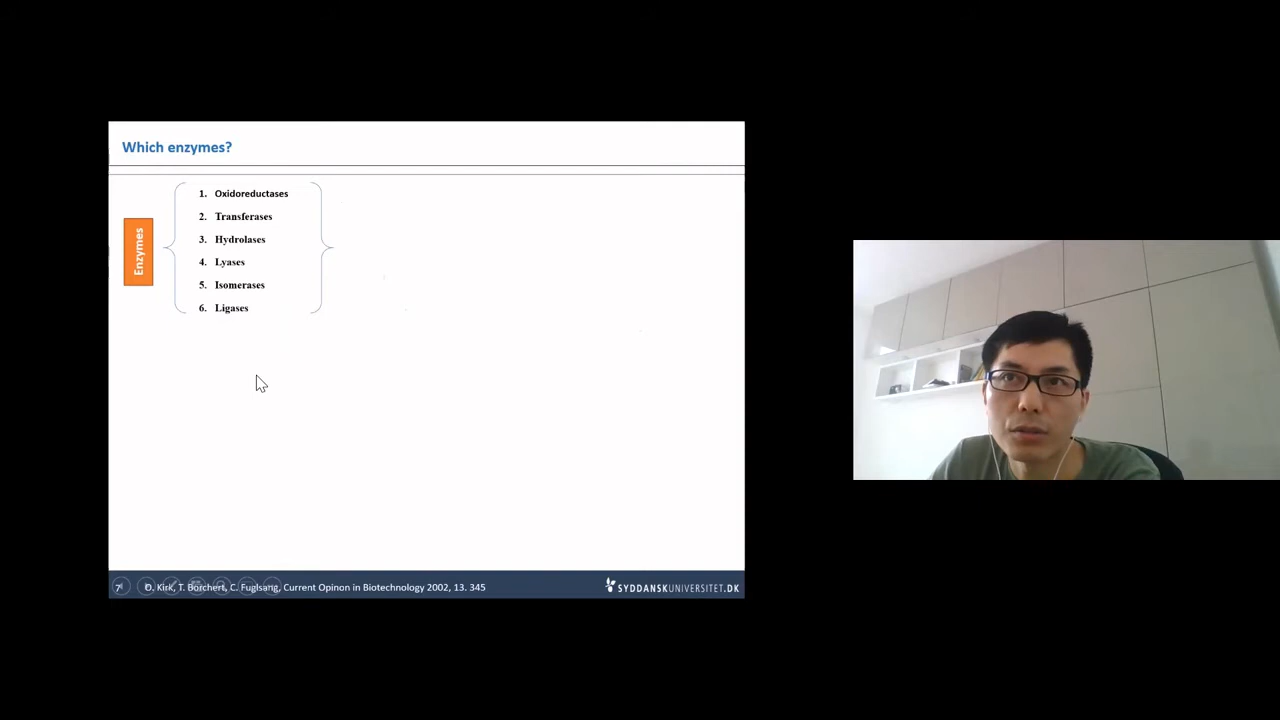 Which enzymes?
Enzymes
1. Oxidoreductases
2. Transferases
3. Hydrolases
4. Lyases
5. Isomerases
6. Ligases
7 O. Kirk, T. Borchert, C. Fuglsang, Current Opinon in Biotechnology 2002, 13. 345
SYDDANSKUNIVERSITET.DK